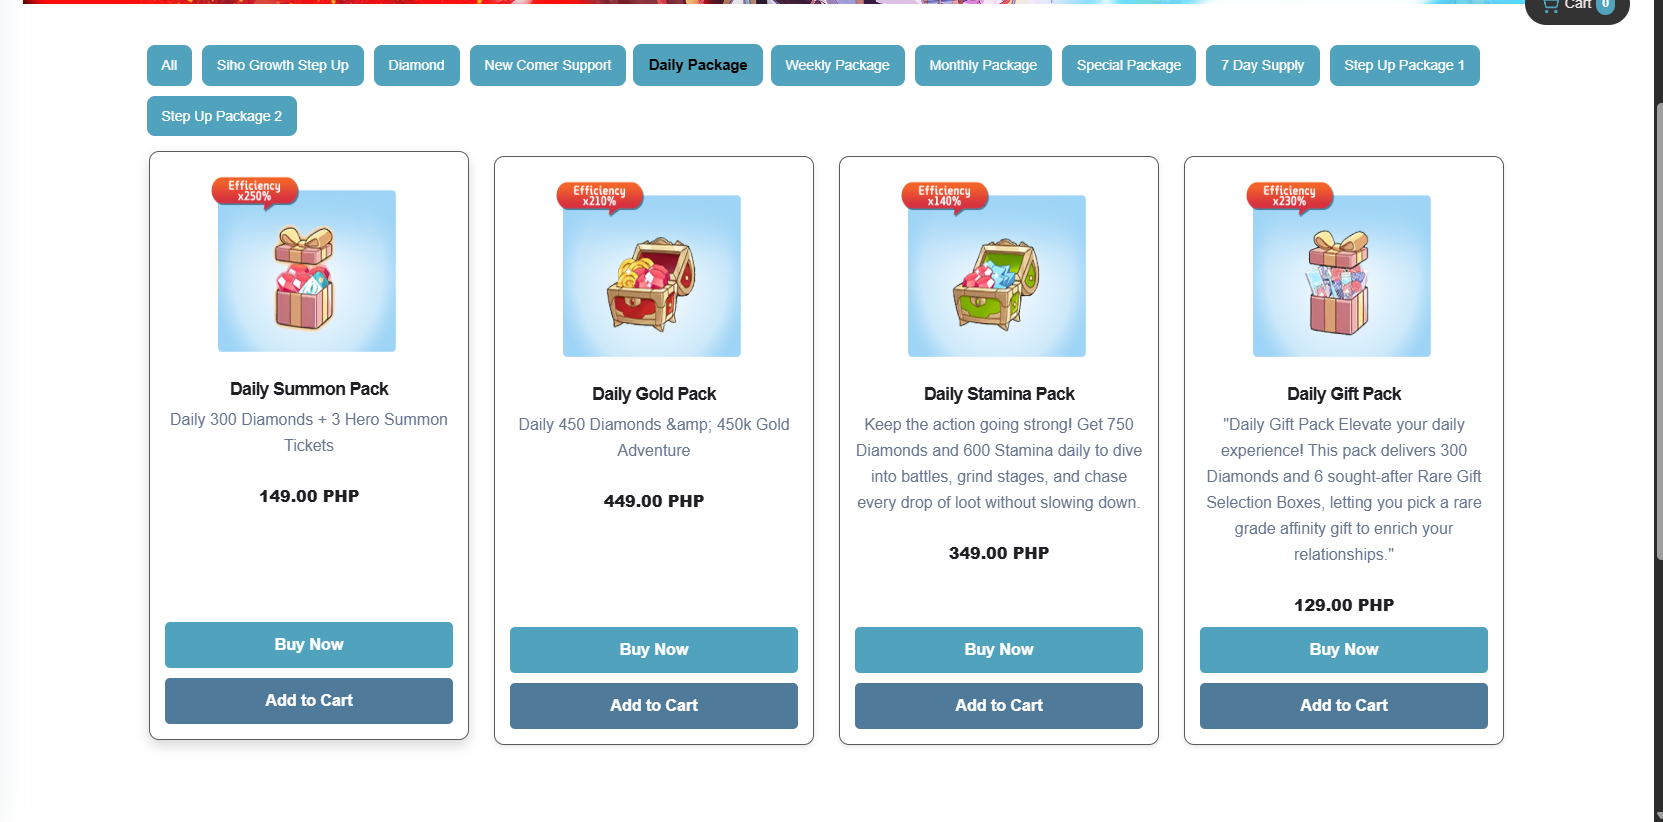 Cart 0
All
Siho Growth Step Up
Diamond
New Comer Support
Daily Package
Weekly Package
Monthly Package
Special Package
7 Day Supply
Step Up Package 1
Step Up Package 2
Efficiency
x250%
Daily Summon Pack
Daily 300 Diamonds + 3 Hero Summon
Tickets
149.00 PHP
Buy Now
Add to Cart
Efficiency
x210%
Daily Gold Pack
Daily 450 Diamonds &amp; 450k Gold
Adventure
449.00 PHP
Buy Now
Add to Cart
Efficiency
x140%
Daily Stamina Pack
Keep the action going strong! Get 750
Diamonds and 600 Stamina daily to dive
into battles, grind stages, and chase
every drop of loot without slowing down.
349.00 PHP
Buy Now
Add to Cart
Efficiency
x230%
Daily Gift Pack
"Daily Gift Pack Elevate your daily
experience! This pack delivers 300
Diamonds and 6 sought-after Rare Gift
Selection Boxes, letting you pick a rare
grade affinity gift to enrich your
relationships."
129.00 PHP
Buy Now
Add to Cart